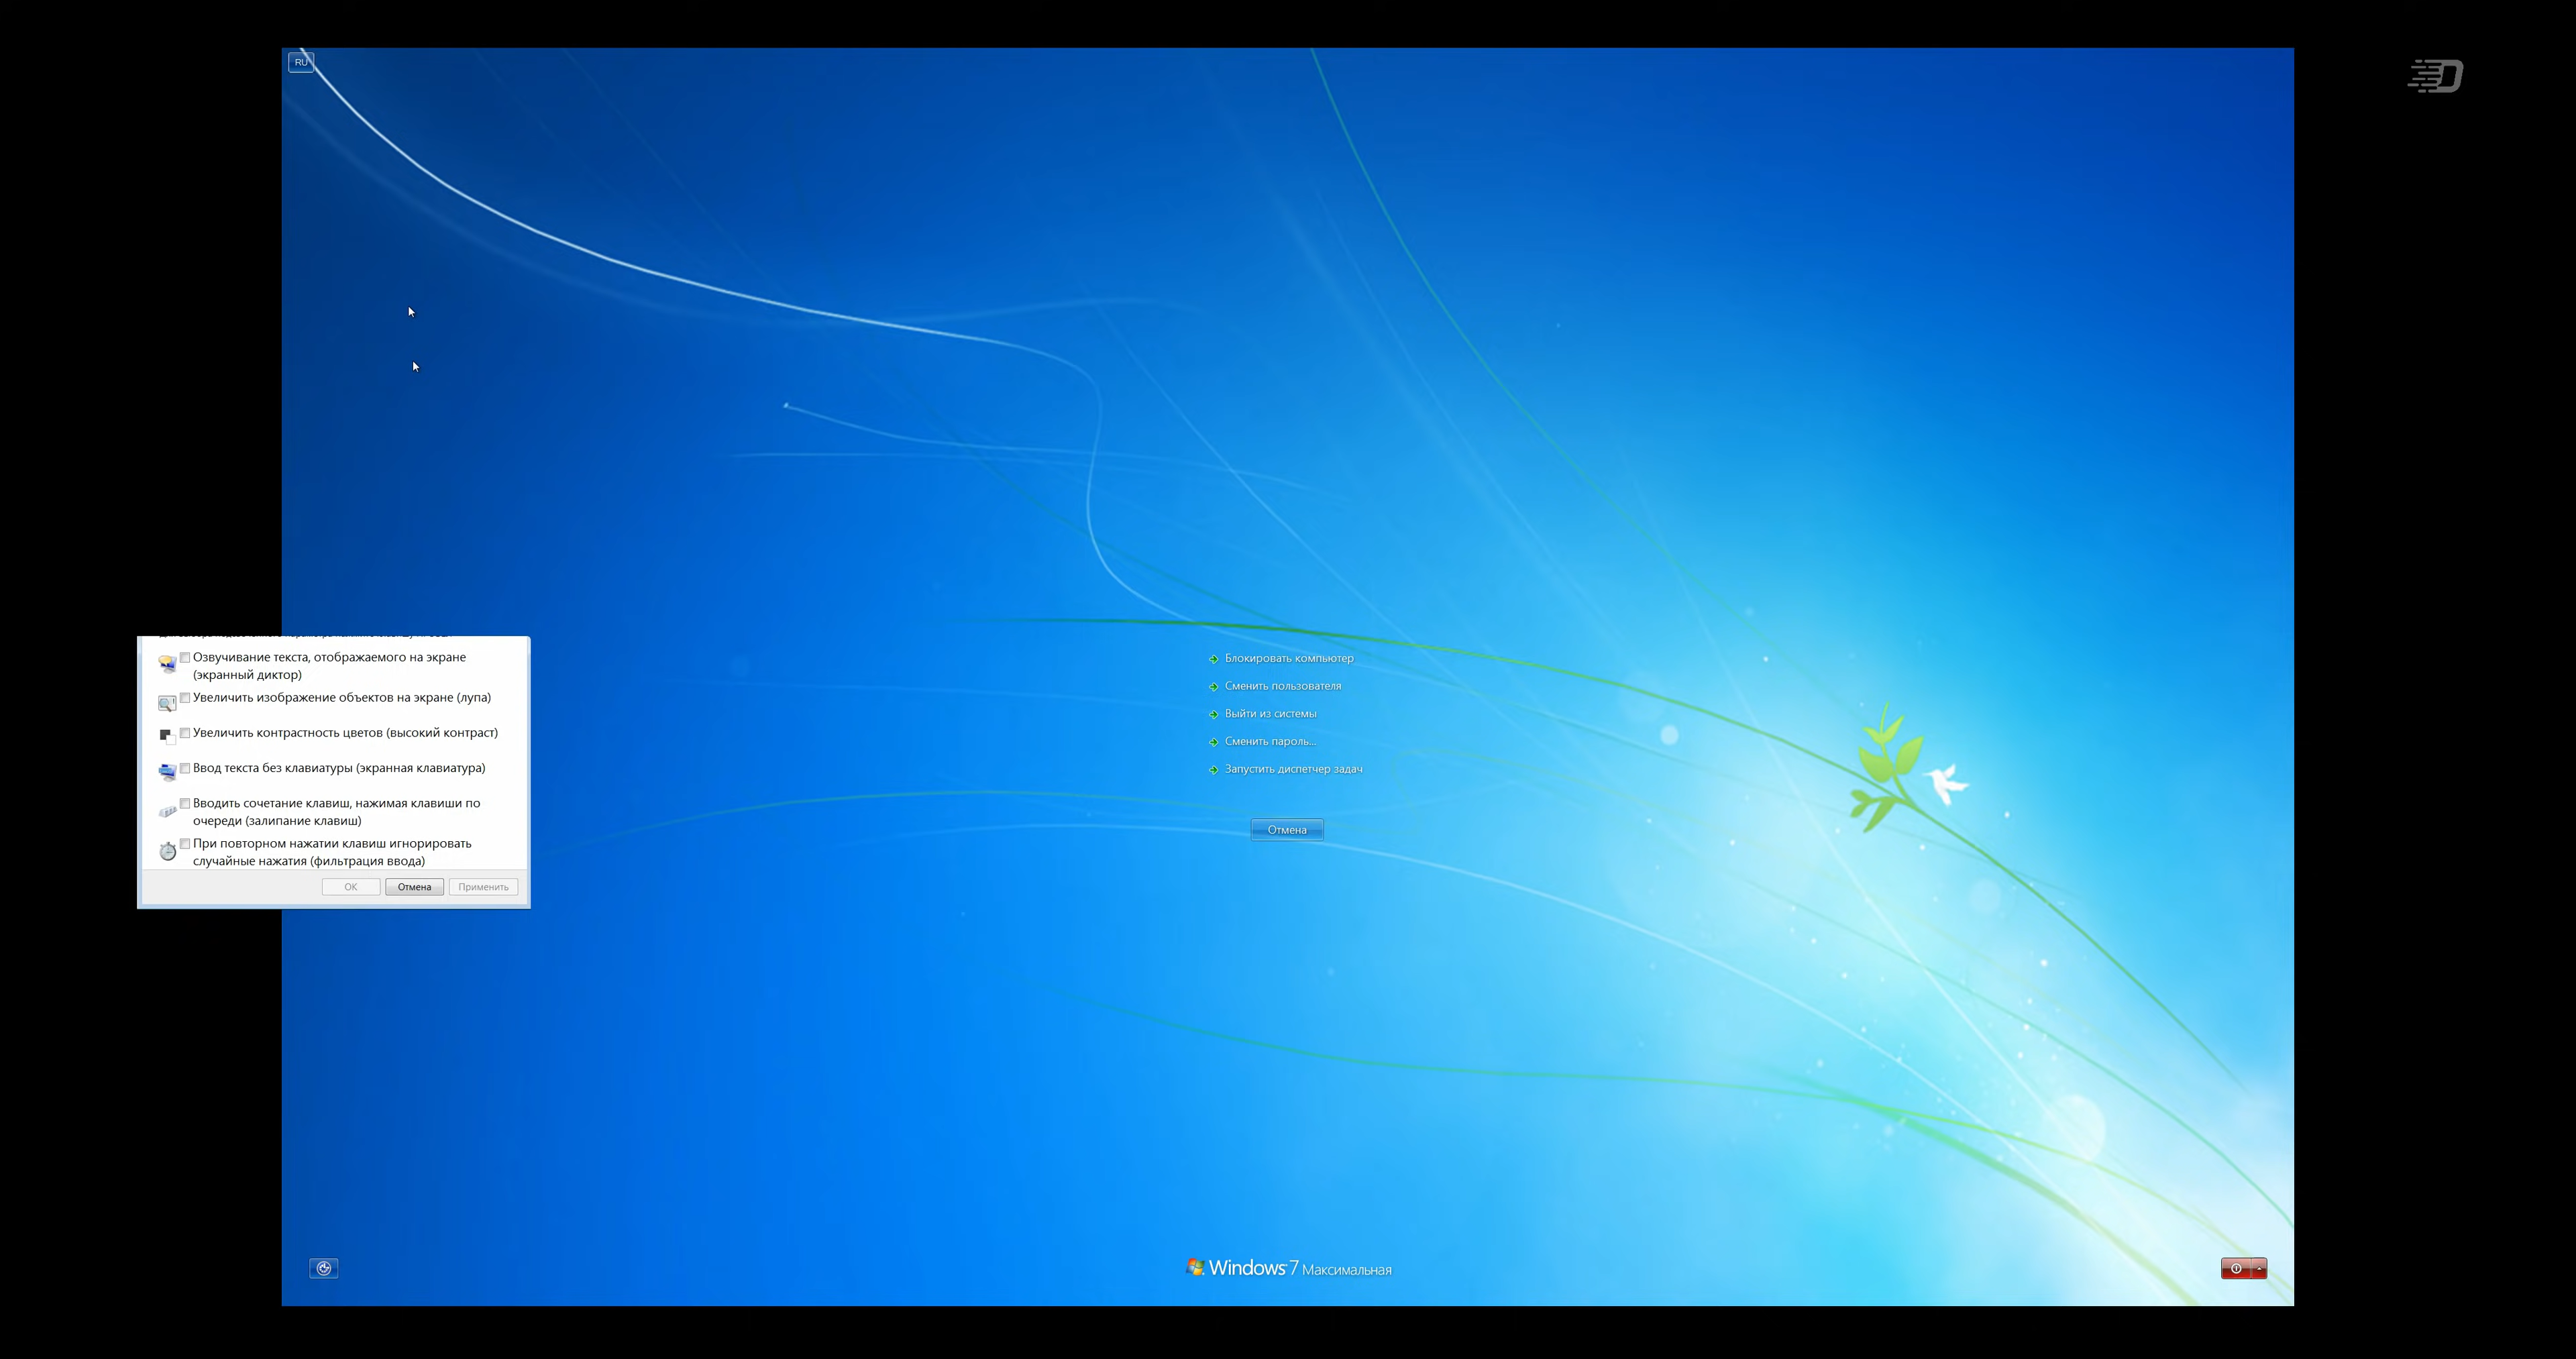 RU
Озвучивание текста, отображаемого на экране
(экранный диктор)
Увеличить изображение объектов на экране (лупа)
Увеличить контрастность цветов (высокий контраст)
Ввод текста без клавиатуры (экранная клавиатура)
Вводить сочетание клавиш, нажимая клавиши по
очереди (залипание клавиш)
При повторном нажатии клавиш игнорировать
случайные нажатия (фильтрация ввода)
ОК
Отмена
Применить
Блокировать компьютер
Сменить пользователя
Выйти из системы
Сменить пароль...
Запустить диспетчер задач
Отмена
Windows 7 Максимальная